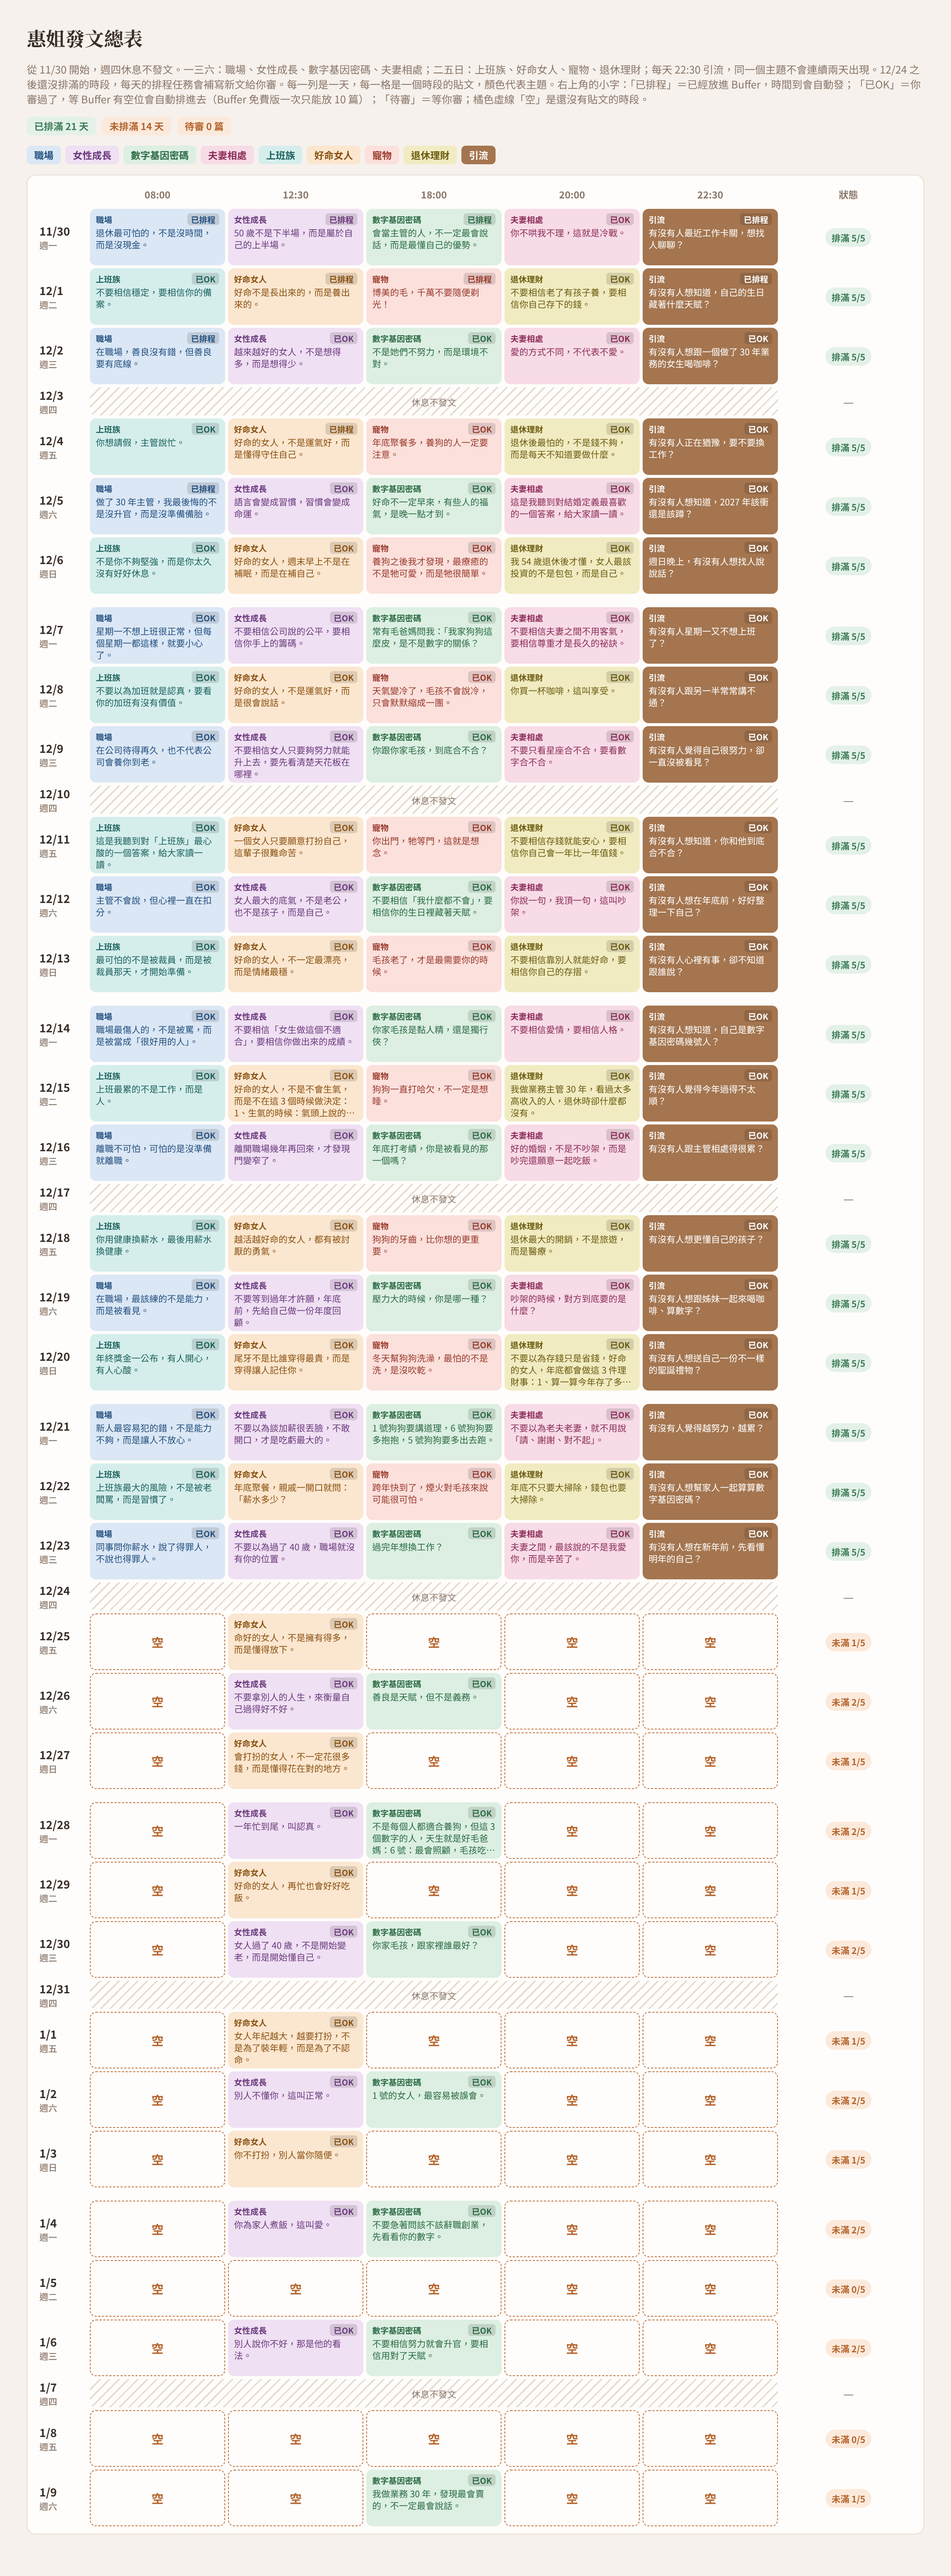 惠姐發文總表
從 11/30 開始，週四休息不發文。一三六：職場、女性成長、數字基因密碼、夫妻相處；二五日：上班族、好命女人、寵物、退休理財；每天 22:30 引流，同一個主題不會連續兩天出現。12/24 之
後還沒排滿的時段，每天的排程任務會補寫新文給你審。每一列是一天，每一格是一個時段的貼文，顏色代表主題。右上角的小字：「已排程」＝已經放進 Buffer，時間到會自動發；「已OK」＝你
審過了，等 Buffer 有空位會自動排進去（Buffer 免費版一次只能放 10 篇）；「待審」＝等你審；橘色虛線「空」是還沒有貼文的時段。
已排滿 21 天 未排滿 14 天 待審 0 篇
職場 女性成長 數字基因密碼 夫妻相處 上班族 好命女人 寵物 退休理財 引流
08:00 12:30 18:00 20:00 22:30 狀態
11/30
週一
職場 已排程
退休最可怕的，不是沒時間，
而是沒現金。
女性成長 已排程
50 歲不是下半場，而是屬於自
己的上半場。
數字基因密碼 已排程
會當主管的人，不一定最會說
話，而是最懂自己的優勢。
夫妻相處 已OK
你不哄我不理，這就是冷戰。
引流 已排程
有沒有人最近工作卡關，想找
人聊聊？
排滿 5/5
12/1
週二
上班族 已OK
不要相信穩定，要相信你的備
案。
好命女人 已排程
好命不是長出來的，而是養出
來的。
寵物 已排程
博美的毛，千萬不要隨便剃
光！
退休理財 已OK
不要相信老了有孩子養，要相
信你自己存下的錢。
引流 已排程
有沒有人想知道，自己的生日
藏著什麼天賦？
排滿 5/5
12/2
週三
職場 已排程
在職場，善良沒有錯，但善良
要有底線。
女性成長 已OK
越來越好的女人，不是想得
多，而是想得少。
數字基因密碼 已OK
不是她們不努力，而是環境不
對。
夫妻相處 已OK
愛的方式不同，不代表不愛。
引流 已OK
有沒有人想跟一個做了 30 年業
務的女生喝咖啡？
排滿 5/5
12/3
週四
休息不發文
—
12/4
週五
上班族 已OK
你想請假，主管說忙。
好命女人 已排程
好命的女人，不是運氣好，而
是懂得守住自己。
寵物 已OK
年底聚餐多，養狗的人一定要
注意。
退休理財 已OK
退休後最怕的，不是錢不夠，
而是每天不知道要做什麼。
引流 已OK
有沒有人正在猶豫，要不要換
工作？
排滿 5/5
12/5
週六
職場 已排程
做了 30 年主管，我最後悔的不
是沒升官，而是沒準備備胎。
女性成長 已OK
語言會變成習慣，習慣會變成
命運。
數字基因密碼 已OK
好命不一定早來，有些人的福
氣，是晚一點才到。
夫妻相處 已OK
這是我聽到對結婚定義最喜歡
的一個答案，給大家讀一讀。
引流 已OK
有沒有人想知道，2027 年該衝
還是該蹲？
排滿 5/5
12/6
週日
上班族 已OK
不是你不夠堅強，而是你太久
沒有好好休息。
好命女人 已OK
好命的女人，週末早上不是在
補眠，而是在補自己。
寵物 已OK
養狗之後我才發現，最療癒的
不是牠可愛，而是牠很簡單。
退休理財 已OK
我 54 歲退休後才懂，女人最該
投資的不是包包，而是自己。
引流 已OK
週日晚上，有沒有人想找人說
說話？
排滿 5/5
12/7
週一
職場 已OK
星期一不想上班很正常，但每
個星期一都這樣，就要小心
了。
女性成長 已OK
不要相信公司說的公平，要相
信你手上的籌碼。
數字基因密碼 已OK
常有毛爸媽問我：「我家狗狗這
麼皮，是不是數字的關係？
夫妻相處 已OK
不要相信夫妻之間不用客氣，
要相信尊重才是長久的祕訣。
引流 已OK
有沒有人星期一又不想上班
了？
排滿 5/5
12/8
週二
上班族 已OK
不要以為加班就是認真，要看
你的加班有沒有價值。
好命女人 已OK
好命的女人，不是運氣好，而
是很會說話。
寵物 已OK
天氣變冷了，毛孩不會說冷，
只會默默縮成一團。
退休理財 已OK
你買一杯咖啡，這叫享受。
引流 已OK
有沒有人跟另一半常常講不
通？
排滿 5/5
12/9
週三
職場 已OK
在公司待得再久，也不代表公
司會養你到老。
女性成長 已OK
不要相信女人只要夠努力就能
升上去，要先看清楚天花板在
哪裡。
數字基因密碼 已OK
你跟你家毛孩，到底合不合？
夫妻相處 已OK
不要只看星座合不合，要看數
字合不合。
引流 已OK
有沒有人覺得自己很努力，卻
一直沒被看見？
排滿 5/5
12/10
週四
休息不發文
—
12/11
週五
上班族 已OK
這是我聽到對「上班族」最心
酸的一個答案，給大家讀一
讀。
好命女人 已OK
一個女人只要願意打扮自己，
這輩子很難命苦。
寵物 已OK
你出門，牠等門，這就是想
念。
退休理財 已OK
不要相信存錢就能安心，要相
信你自己會一年比一年值錢。
引流 已OK
有沒有人想知道，你和他到底
合不合？
排滿 5/5
12/12
週六
職場 已OK
主管不會說，但心裡一直在扣
分。
女性成長 已OK
女人最大的底氣，不是老公，
也不是孩子，而是自己。
數字基因密碼 已OK
不要相信「我什麼都不會」，要
相信你的生日裡藏著天賦。
夫妻相處 已OK
你說一句，我頂一句，這叫吵
架。
引流 已OK
有沒有人想在年底前，好好整
理一下自己？
排滿 5/5
12/13
週日
上班族 已OK
最可怕的不是被裁員，而是被
裁員那天，才開始準備。
好命女人 已OK
好命的女人，不一定最漂亮，
而是情緒最穩。
寵物 已OK
毛孩老了，才是最需要你的時
候。
退休理財 已OK
不要相信靠別人就能好命，要
相信你自己的存摺。
引流 已OK
有沒有人心裡有事，卻不知道
跟誰說？
排滿 5/5
12/14
週一
職場 已OK
職場最傷人的，不是被罵，而
是被當成「很好用的人」。
女性成長 已OK
不要相信「女生做這個不適
合」，要相信你做出來的成績。
數字基因密碼 已OK
你家毛孩是黏人精，還是獨行
俠？
夫妻相處 已OK
不要相信愛情，要相信人格。
引流 已OK
有沒有人想知道，自己是數字
基因密碼幾號人？
排滿 5/5
12/15
週二
上班族 已OK
上班最累的不是工作，而是
人。
好命女人 已OK
好命的女人，不是不會生氣，
而是不在這 3 個時候做決定：
1、生氣的時候：氣頭上說的…
寵物 已OK
狗狗一直打哈欠，不一定是想
睡。
退休理財 已OK
我做業務主管 30 年，看過太多
高收入的人，退休時卻什麼都
沒有。
引流 已OK
有沒有人覺得今年過得不太
順？
排滿 5/5
12/16
週三
職場 已OK
離職不可怕，可怕的是沒準備
就離職。
女性成長 已OK
離開職場幾年再回來，才發現
門變窄了。
數字基因密碼 已OK
年底打考績，你是被看見的那
一個嗎？
夫妻相處 已OK
好的婚姻，不是不吵架，而是
吵完還願意一起吃飯。
引流 已OK
有沒有人跟主管相處得很累？
排滿 5/5
12/17
週四
休息不發文
—
12/18
週五
上班族 已OK
你用健康換薪水，最後用薪水
換健康。
好命女人 已OK
越活越好命的女人，都有被討
厭的勇氣。
寵物 已OK
狗狗的牙齒，比你想的更重
要。
退休理財 已OK
退休最大的開銷，不是旅遊，
而是醫療。
引流 已OK
有沒有人想更懂自己的孩子？
排滿 5/5
12/19
週六
職場 已OK
在職場，最該練的不是能力，
而是被看見。
女性成長 已OK
不要等到過年才許願，年底
前，先給自己做一份年度回
顧。
數字基因密碼 已OK
壓力大的時候，你是哪一種？
夫妻相處 已OK
吵架的時候，對方到底要的是
什麼？
引流 已OK
有沒有人想跟姊妹一起來喝咖
啡、算數字？
排滿 5/5
12/20
週日
上班族 已OK
年終獎金一公布，有人開心，
有人心酸。
好命女人 已OK
尾牙不是比誰穿得最貴，而是
穿得讓人記住你。
寵物 已OK
冬天幫狗狗洗澡，最怕的不是
洗，是沒吹乾。
退休理財 已OK
不要以為存錢只是省錢，好命
的女人，年底都會做這 3 件理
財事：1、算一算今年存了多…
引流 已OK
有沒有人想送自己一份不一樣
的聖誕禮物？
排滿 5/5
12/21
週一
職場 已OK
新人最容易犯的錯，不是能力
不夠，而是讓人不放心。
女性成長 已OK
不要以為談加薪很丟臉，不敢
開口，才是吃虧最大的。
數字基因密碼 已OK
1 號狗狗要講道理，6 號狗狗要
多抱抱，5 號狗狗要多出去跑。
夫妻相處 已OK
不要以為老夫老妻，就不用說
「請、謝謝、對不起」。
引流 已OK
有沒有人覺得越努力，越累？
排滿 5/5
12/22
週二
上班族 已OK
上班族最大的風險，不是被老
闆罵，而是習慣了。
好命女人 已OK
年底聚餐，親戚一開口就問：
「薪水多少？
寵物 已OK
跨年快到了，煙火對毛孩來說
可能很可怕。
退休理財 已OK
年底不只要大掃除，錢包也要
大掃除。
引流 已OK
有沒有人想幫家人一起算算數
字基因密碼？
排滿 5/5
12/23
週三
職場 已OK
同事問你薪水，說了得罪人，
不說也得罪人。
女性成長 已OK
不要以為過了 40 歲，職場就沒
有你的位置。
數字基因密碼 已OK
過完年想換工作？
夫妻相處 已OK
夫妻之間，最該說的不是我愛
你，而是辛苦了。
引流 已OK
有沒有人想在新年前，先看懂
明年的自己？
排滿 5/5
12/24
週四
休息不發文
—
12/25
週五
空
好命女人 已OK
命好的女人，不是擁有得多，
而是懂得放下。
空
空
空
未滿 1/5
12/26
週六
空
女性成長 已OK
不要拿別人的人生，來衡量自
己過得好不好。
數字基因密碼 已OK
善良是天賦，但不是義務。
空
空
未滿 2/5
12/27
週日
空
好命女人 已OK
會打扮的女人，不一定花很多
錢，而是懂得花在對的地方。
空
空
空
未滿 1/5
12/28
週一
空
女性成長 已OK
一年忙到尾，叫認真。
數字基因密碼 已OK
不是每個人都適合養狗，但這 3
個數字的人，天生就是好毛爸
媽：6 號：最會照顧，毛孩吃…
空
空
未滿 2/5
12/29
週二
空
好命女人 已OK
好命的女人，再忙也會好好吃
飯。
空
空
空
未滿 1/5
12/30
週三
空
女性成長 已OK
女人過了 40 歲，不是開始變
老，而是開始懂自己。
數字基因密碼 已OK
你家毛孩，跟家裡誰最好？
空
空
未滿 2/5
12/31
週四
休息不發文
—
1/1
週五
空
好命女人 已OK
女人年紀越大，越要打扮，不
是為了裝年輕，而是為了不認
命。
空
空
空
未滿 1/5
1/2
週六
空
女性成長 已OK
別人不懂你，這叫正常。
數字基因密碼 已OK
1 號的女人，最容易被誤會。
空
空
未滿 2/5
1/3
週日
空
好命女人 已OK
你不打扮，別人當你隨便。
空
空
空
未滿 1/5
1/4
週一
空
女性成長 已OK
你為家人煮飯，這叫愛。
數字基因密碼 已OK
不要急著問該不該辭職創業，
先看看你的數字。
空
空
未滿 2/5
1/5
週二
空
空
空
空
空
未滿 0/5
1/6
週三
空
女性成長 已OK
別人說你不好，那是他的看
法。
數字基因密碼 已OK
不要相信努力就會升官，要相
信用對了天賦。
空
空
未滿 2/5
1/7
週四
休息不發文
—
1/8
週五
空
空
空
空
空
未滿 0/5
1/9
週六
空
空
數字基因密碼 已OK
我做業務 30 年，發現最會賣
的，不一定最會說話。
空
空
未滿 1/5